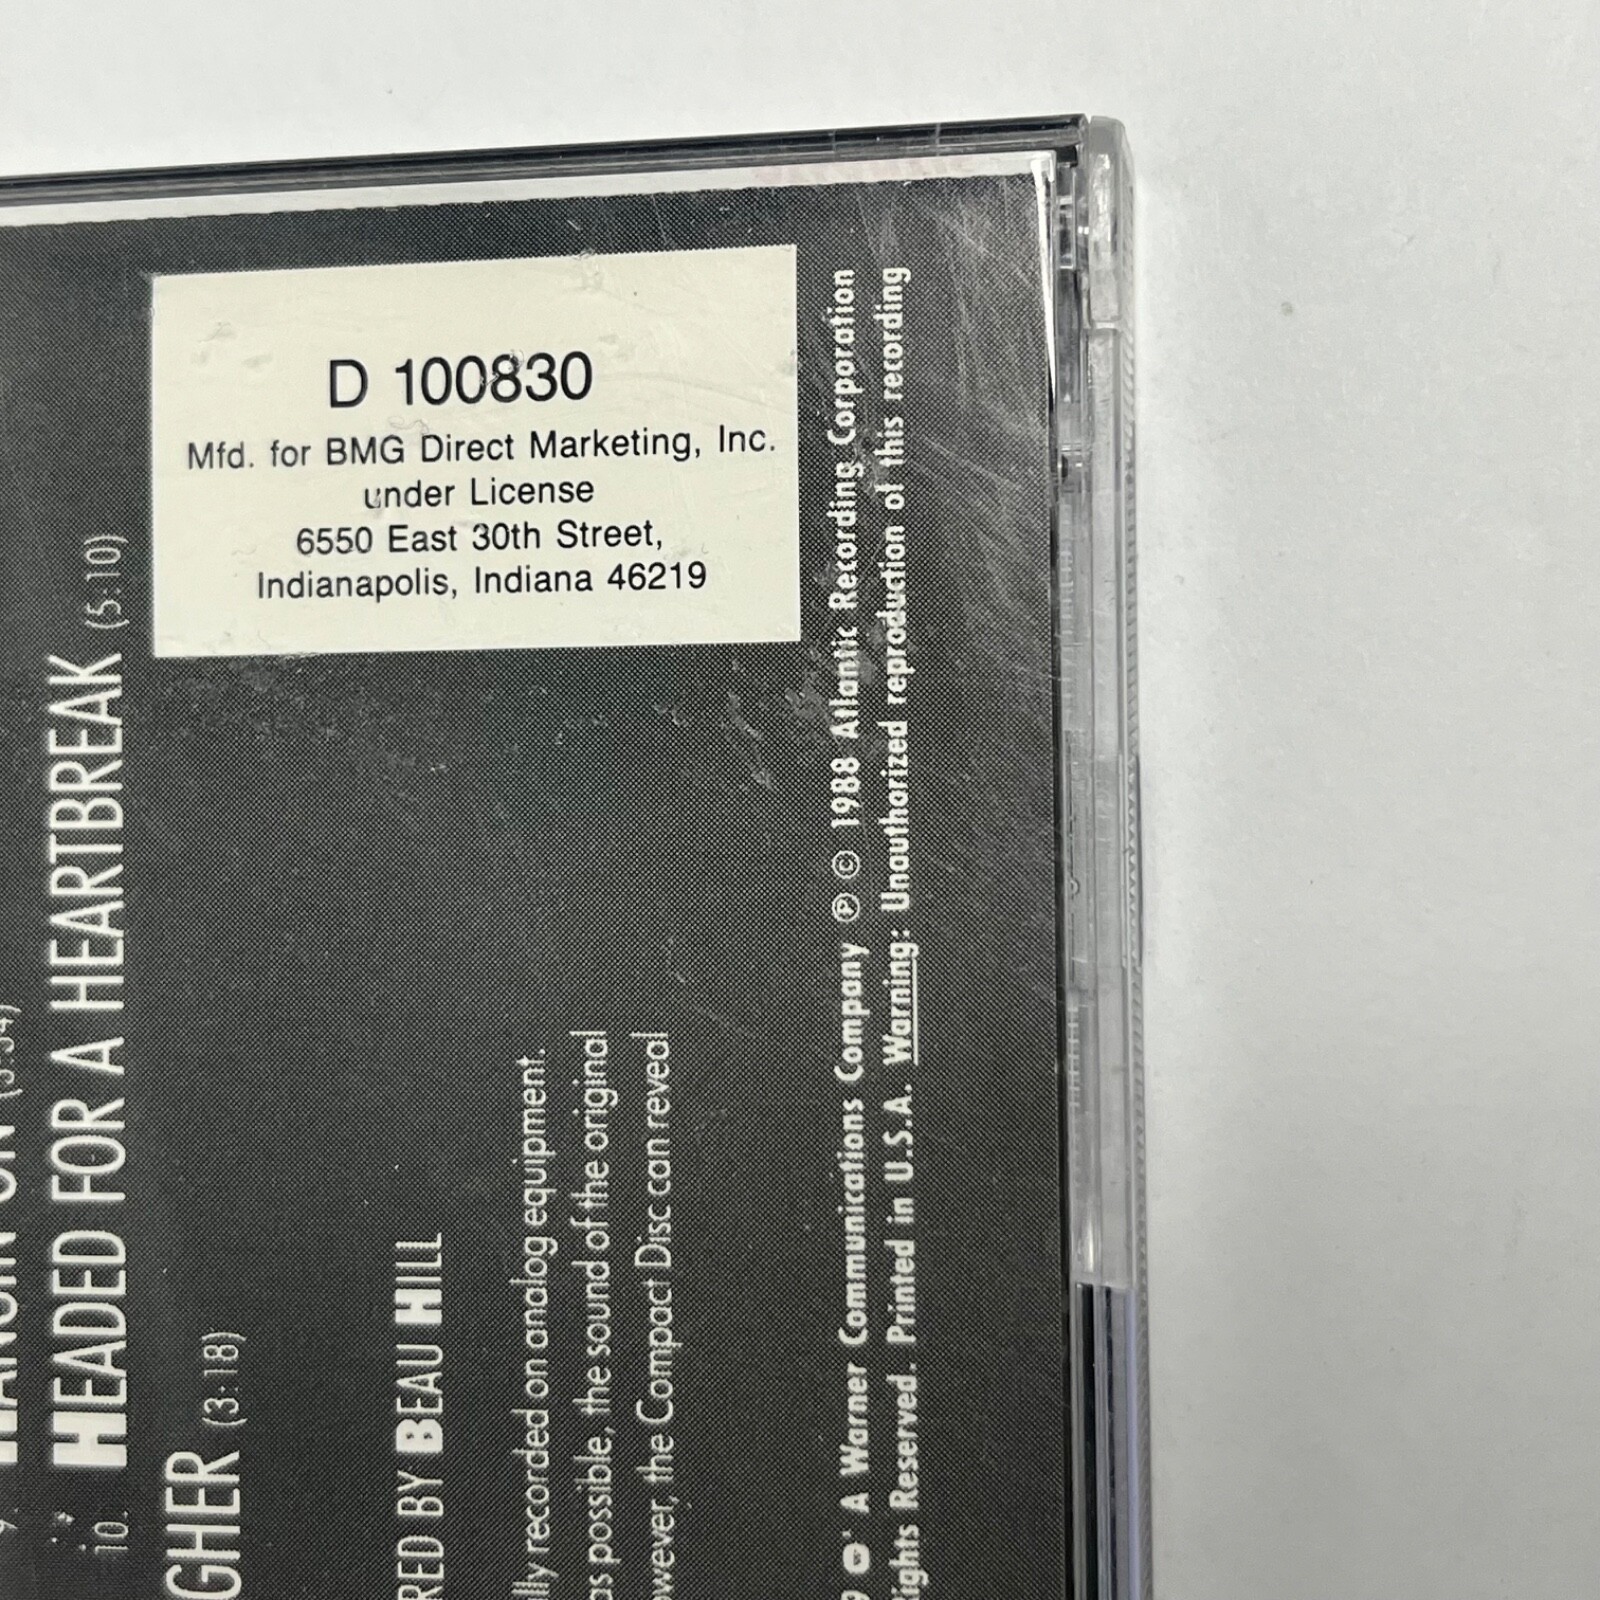 D 100830
Mfd. for BMG Direct Marketing, Inc.
under License
6550 East 30th Street,
Indianapolis, Indiana 46219
9.
10. HEADED FOR A HEARTBREAK (5:10)
GHER (3:18)
RED BY BEAU HILL
lly recorded on analog equipment.
as possible, the sound of the original
owever, the Compact Disc can reveal
A Warner Communications Company ℗ © 1988 Atlantic Recording Corporation
ights Reserved. Printed in U.S.A. Warning: Unauthorized reproduction of this recording